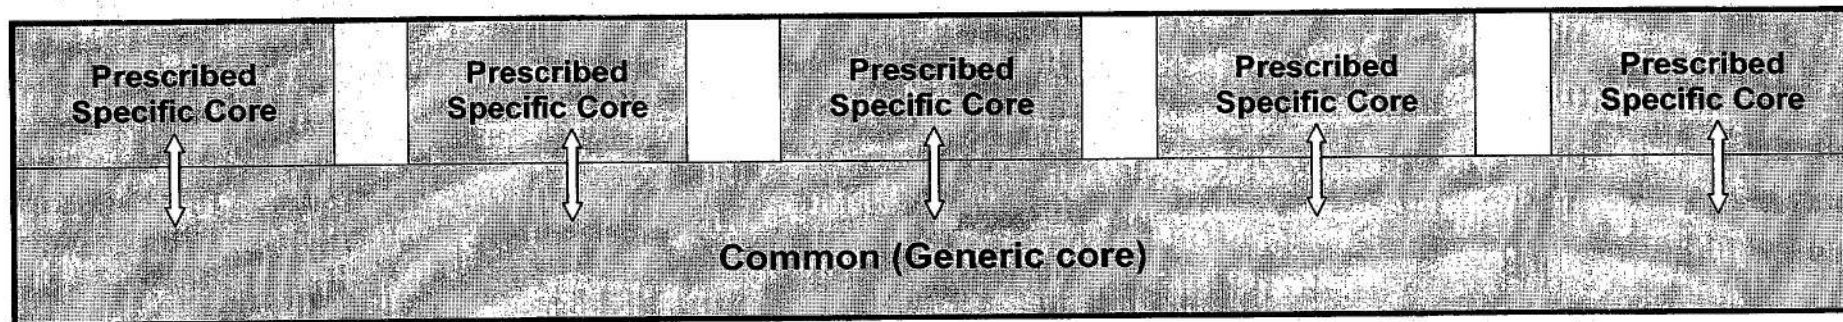 Prescribed
Specific Core
Prescribed
Specific Core
Prescribed
Specific Core
Prescribed
Specific Core
Prescribed
Specific Core
Common (Generic core)